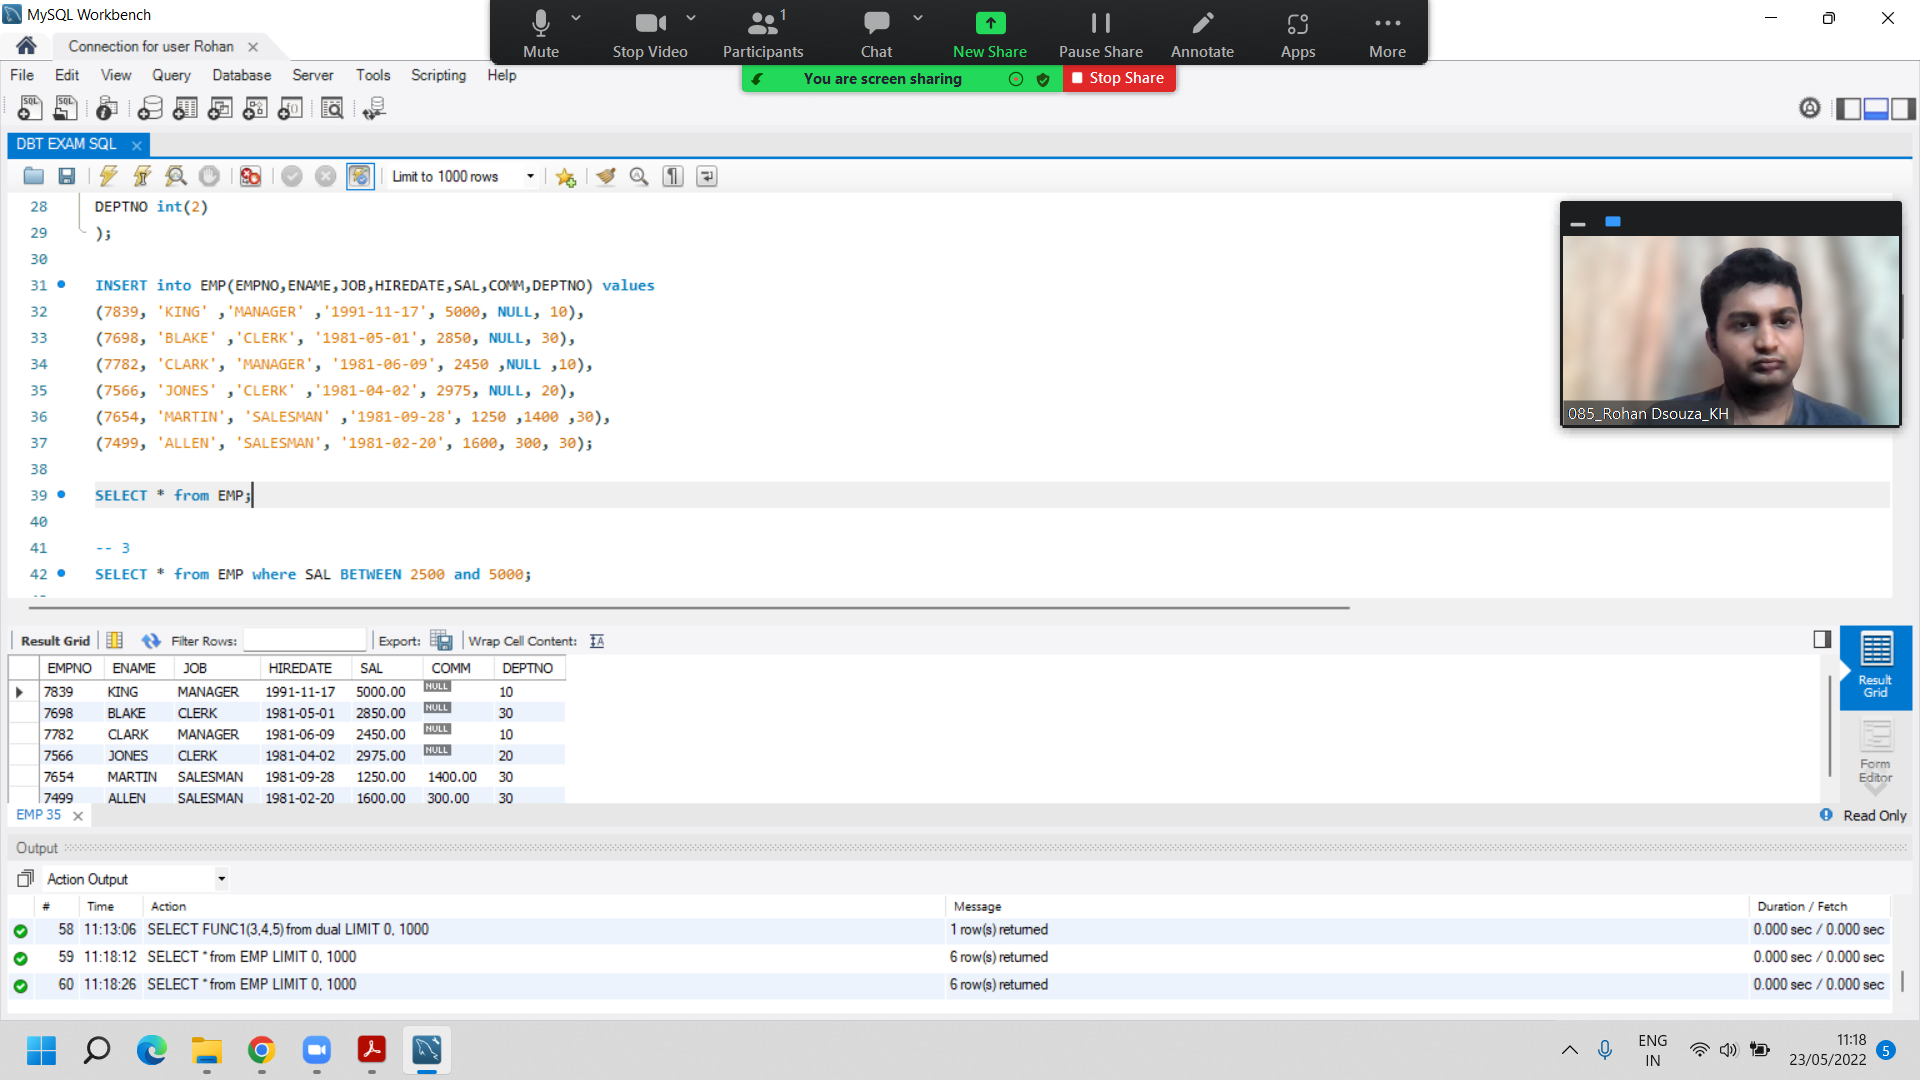 MySQL Workbench
Connection for user Rohan
Mute
Stop Video
1
Participants
Chat
New Share
Pause Share
Annotate
Apps
More
You are screen sharing
Stop Share
File Edit View Query Database Server Tools Scripting Help
DBT EXAM SQL
Limit to 1000 rows
28 DEPTNO int(2)
29 );
30
31 INSERT into EMP(EMPNO,ENAME,JOB,HIREDATE,SAL,COMM,DEPTNO) values
32 (7839, 'KING' ,'MANAGER' ,'1991-11-17', 5000, NULL, 10),
33 (7698, 'BLAKE' ,'CLERK', '1981-05-01', 2850, NULL, 30),
34 (7782, 'CLARK', 'MANAGER', '1981-06-09', 2450 ,NULL ,10),
35 (7566, 'JONES' ,'CLERK' ,'1981-04-02', 2975, NULL, 20),
36 (7654, 'MARTIN', 'SALESMAN' ,'1981-09-28', 1250 ,1400 ,30),
37 (7499, 'ALLEN', 'SALESMAN', '1981-02-20', 1600, 300, 30);
38
39 SELECT * from EMP;
40
41 -- 3
42 SELECT * from EMP where SAL BETWEEN 2500 and 5000;
085_Rohan Dsouza_KH
Result Grid Filter Rows: Export: Wrap Cell Content:
EMPNO ENAME JOB HIREDATE SAL COMM DEPTNO
7839 KING MANAGER 1991-11-17 5000.00 NULL 10
7698 BLAKE CLERK 1981-05-01 2850.00 NULL 30
7782 CLARK MANAGER 1981-06-09 2450.00 NULL 10
7566 JONES CLERK 1981-04-02 2975.00 NULL 20
7654 MARTIN SALESMAN 1981-09-28 1250.00 1400.00 30
7499 ALLEN SALESMAN 1981-02-20 1600.00 300.00 30
Result
Grid
Form
Editor
EMP 35
Read Only
Output
Action Output
# Time Action Message Duration / Fetch
58 11:13:06 SELECT FUNC1(3,4,5) from dual LIMIT 0, 1000 1 row(s) returned 0.000 sec / 0.000 sec
59 11:18:12 SELECT * from EMP LIMIT 0, 1000 6 row(s) returned 0.000 sec / 0.000 sec
60 11:18:26 SELECT * from EMP LIMIT 0, 1000 6 row(s) returned 0.000 sec / 0.000 sec
ENG
IN
11:18
23/05/2022
5